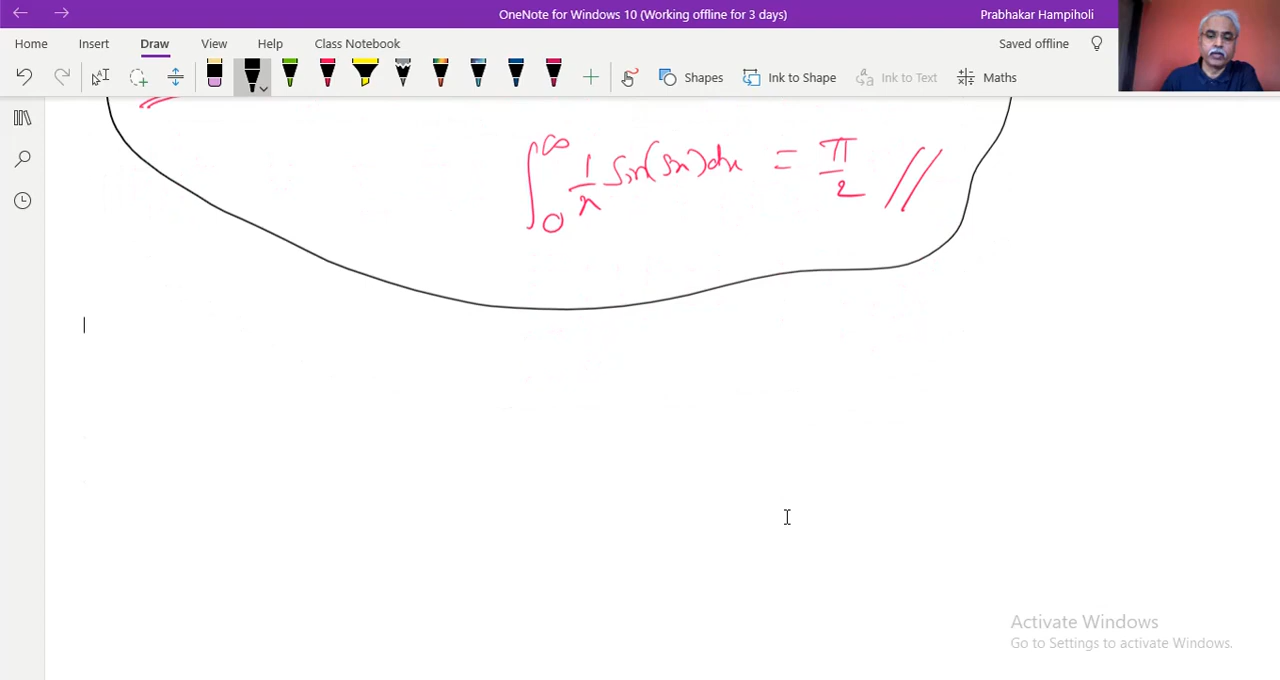 OneNote for Windows 10 (Working offline for 3 days)
Prabhakar Hampiholi
Home Insert Draw View Help Class Notebook Saved offline
Shapes Ink to Shape Ink to Text Maths
∫₀^∞ 1/x Sin(sx)dx = π/2 //
Activate Windows
Go to Settings to activate Windows.